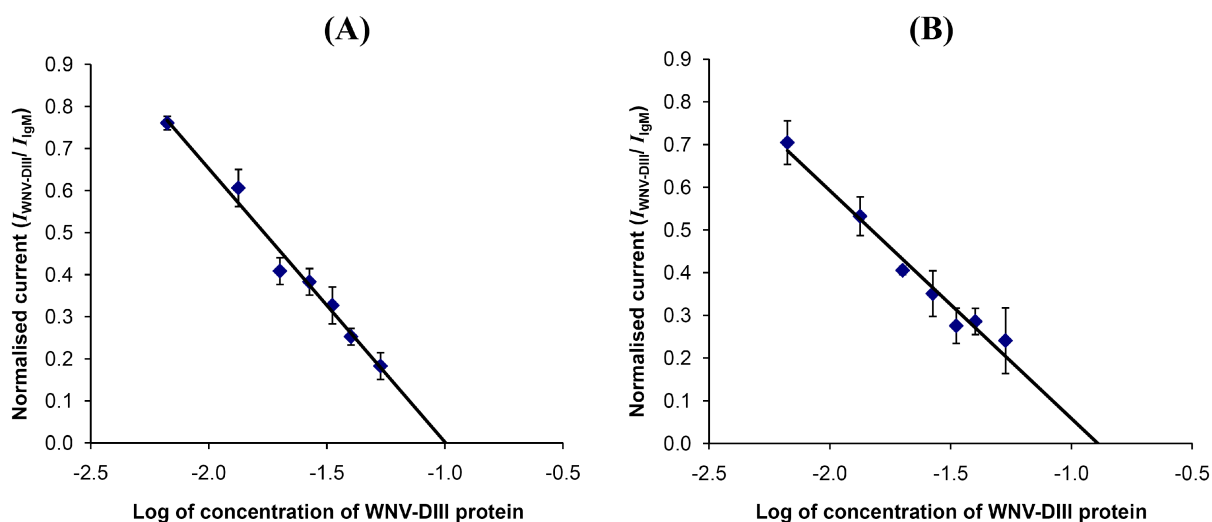 (A)
Normalised current (I WNV-DIII/ I IgM)
0.9
0.8
0.7
0.6
0.5
0.4
0.3
0.2
0.1
0.0
-2.5 -2.0 -1.5 -1.0 -0.5
Log of concentration of WNV-DIII protein
(B)
Normalised current (I WNV-DIII/ I IgM)
0.9
0.8
0.7
0.6
0.5
0.4
0.3
0.2
0.1
0.0
-2.5 -2.0 -1.5 -1.0 -0.5
Log of concentration of WNV-DIII protein